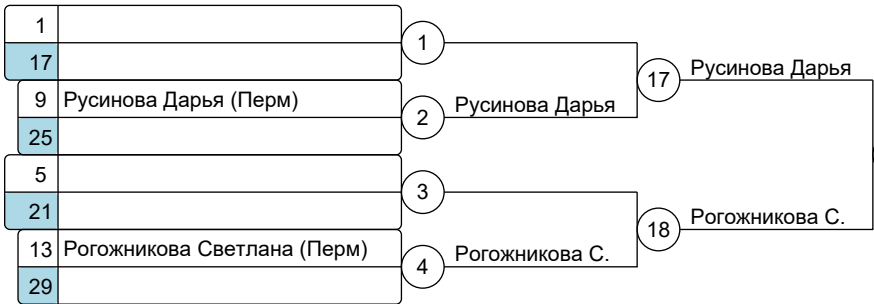 1
17
1
9 Русинова Дарья (Перм)
25
2
Русинова Дарья
17
Русинова Дарья
5
21
3
13 Рогожникова Светлана (Перм)
29
4
Рогожникова С.
18
Рогожникова С.